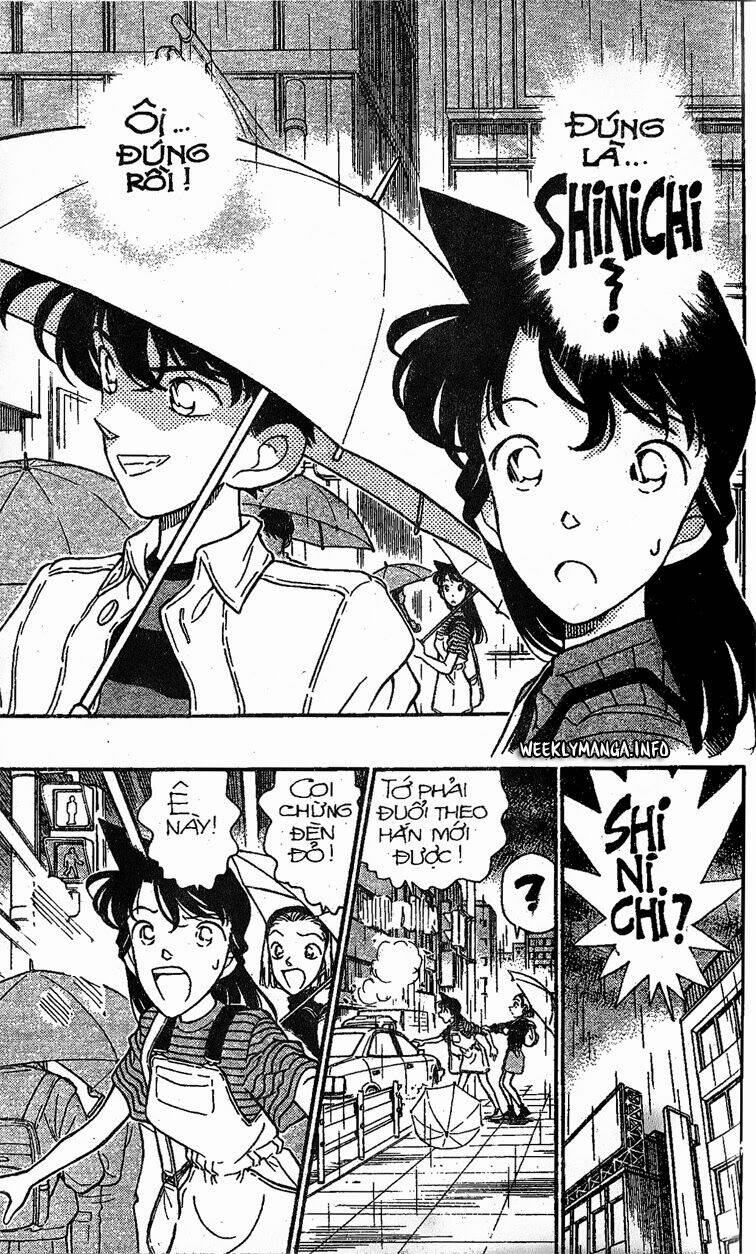 ĐÚNG
LÀ...
SHINICHI
?
ÔI...
ĐÚNG
RỒI!
WEEKLYMANGA.INFO
SHI
NI
CHI?
?
TỚ PHẢI
ĐUỔI THEO
HẮN MỚI
ĐƯỢC!
COI
CHỪNG
ĐÈN
ĐỎ!
Ê
NÀY!